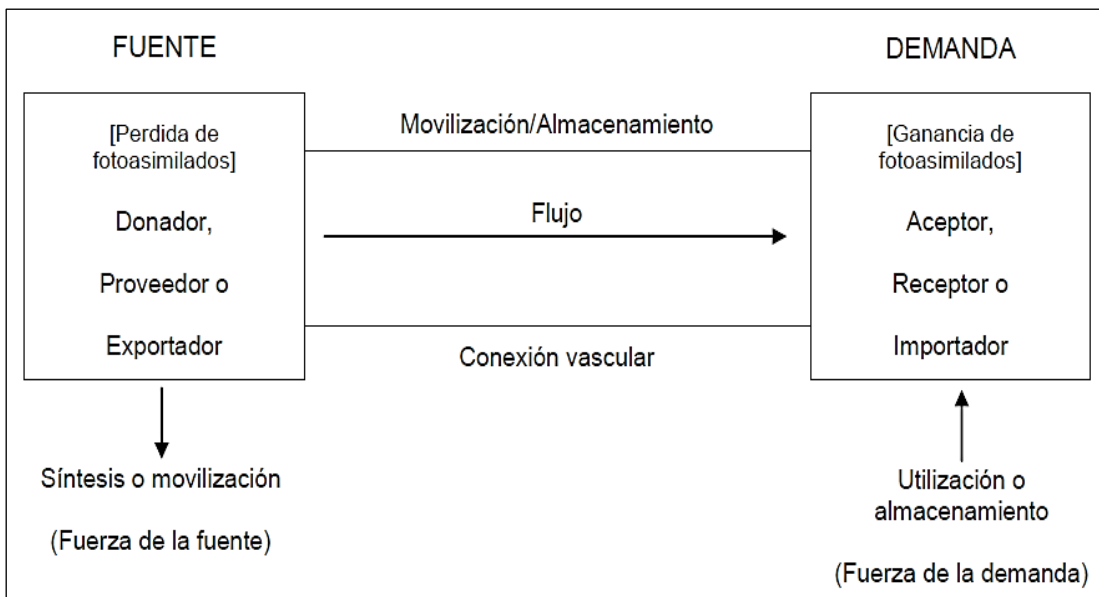 FUENTE
DEMANDA
[Perdida de
fotoasimilados]
Donador,
Proveedor o
Exportador
Movilización/Almacenamiento
Flujo
Conexión vascular
[Ganancia de
fotoasimilados]
Aceptor,
Receptor o
Importador
Síntesis o movilización
(Fuerza de la fuente)
Utilización o
almacenamiento
(Fuerza de la demanda)